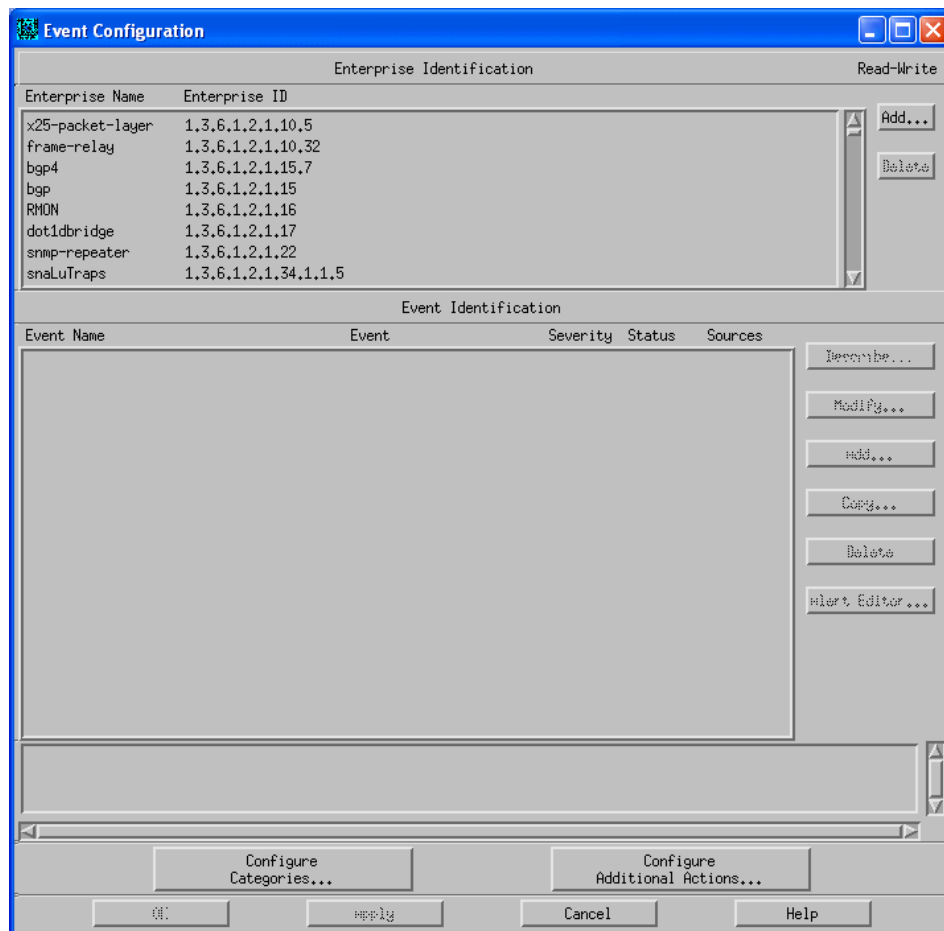 Event Configuration
Enterprise Identification Read-Write
Enterprise Name Enterprise ID
x25-packet-layer 1.3.6.1.2.1.10.5
frame-relay 1.3.6.1.2.1.10.32
bgp4 1.3.6.1.2.1.15.7
bgp 1.3.6.1.2.1.15
RMON 1.3.6.1.2.1.16
dot1dbridge 1.3.6.1.2.1.17
snmp-repeater 1.3.6.1.2.1.22
snaLuTraps 1.3.6.1.2.1.34.1.1.5
Add...
Delete
Event Identification
Event Name Event Severity Status Sources
Describe...
Modify...
Add...
Copy...
Delete
Alert Editor...
Configure
Categories...
Configure
Additional Actions...
OK Apply Cancel Help